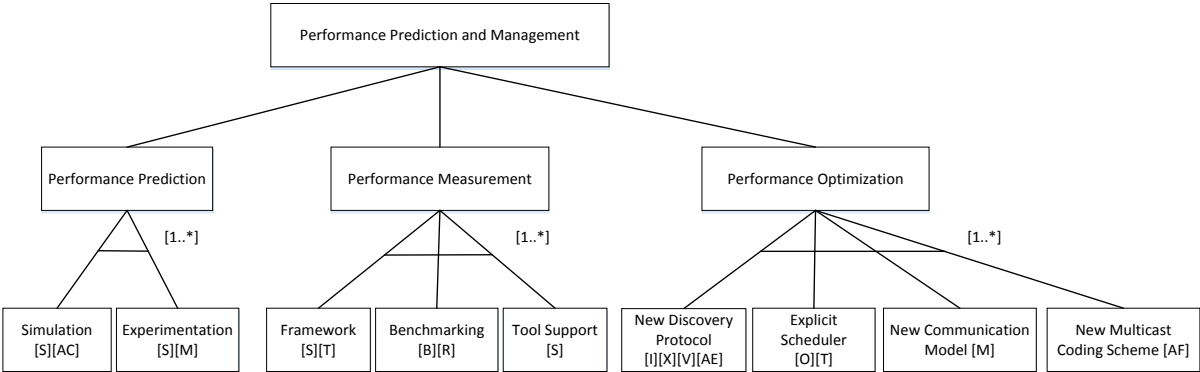 Performance Prediction and Management
Performance Prediction
Performance Measurement
Performance Optimization
[1..*]
[1..*]
[1..*]
Simulation
[S][AC]
Experimentation
[S][M]
Framework
[S][T]
Benchmarking
[B][R]
Tool Support
[S]
New Discovery
Protocol
[I][X][V][AE]
Explicit
Scheduler
[O][T]
New Communication
Model [M]
New Multicast
Coding Scheme [AF]